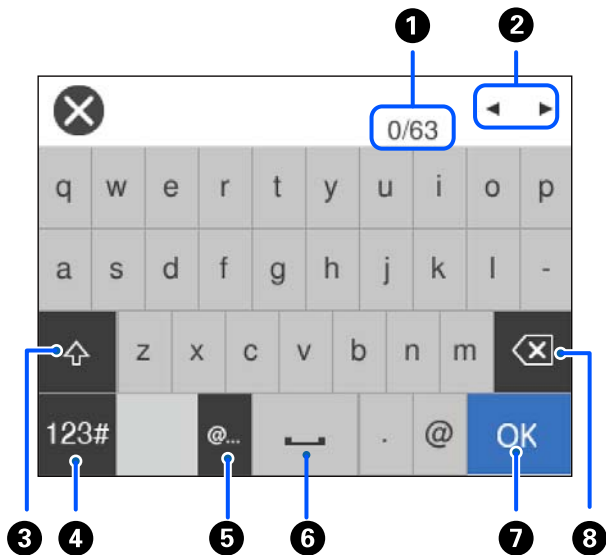 1 2
0/63
q w e r t y u i o p
a s d f g h j k l -
z x c v b n m
123# @... . @ OK
3 4 5 6 7 8